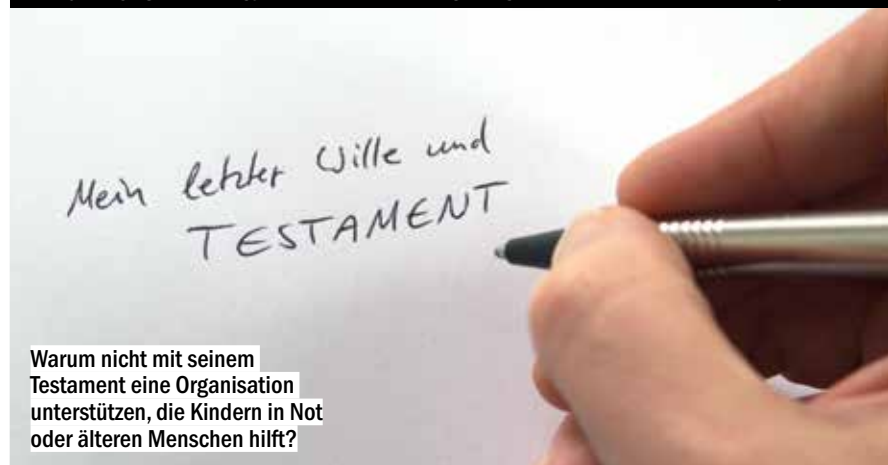 Mein letzter Wille und
TESTAMENT
Warum nicht mit seinem
Testament eine Organisation
unterstützen, die Kindern in Not
oder älteren Menschen hilft?